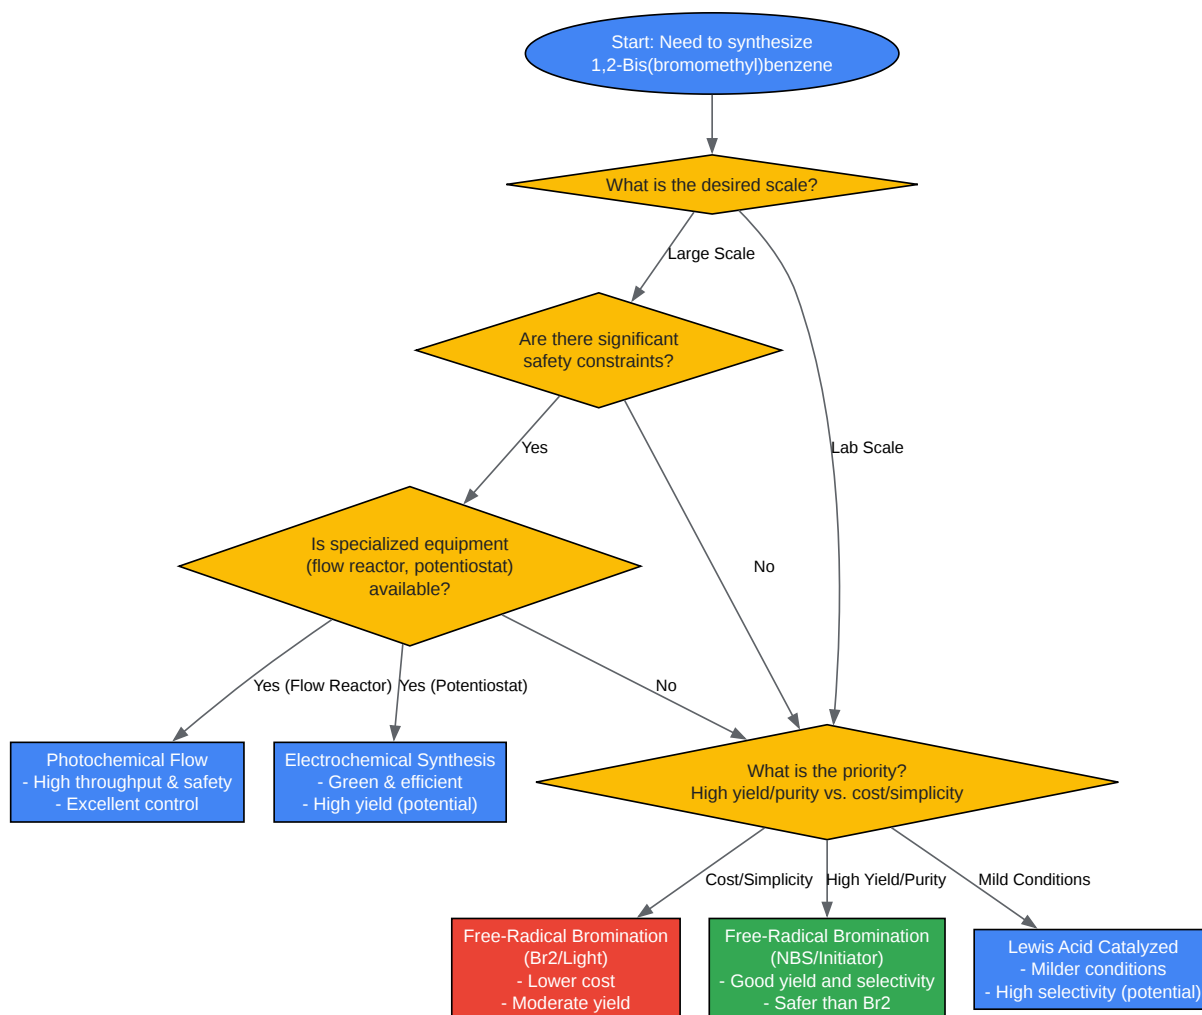 Start: Need to synthesize
1,2-Bis(bromomethyl)benzene
What is the desired scale?
Large Scale
Are there significant
safety constraints?
Yes
Lab Scale
Is specialized equipment
(flow reactor, potentiostat)
available?
No
Yes (Flow Reactor)
Yes (Potentiostat)
No
Photochemical Flow
- High throughput & safety
- Excellent control
Electrochemical Synthesis
- Green & efficient
- High yield (potential)
What is the priority?
High yield/purity vs. cost/simplicity
Cost/Simplicity
High Yield/Purity
Mild Conditions
Free-Radical Bromination
(Br2/Light)
- Lower cost
- Moderate yield
Free-Radical Bromination
(NBS/Initiator)
- Good yield and selectivity
- Safer than Br2
Lewis Acid Catalyzed
- Milder conditions
- High selectivity (potential)